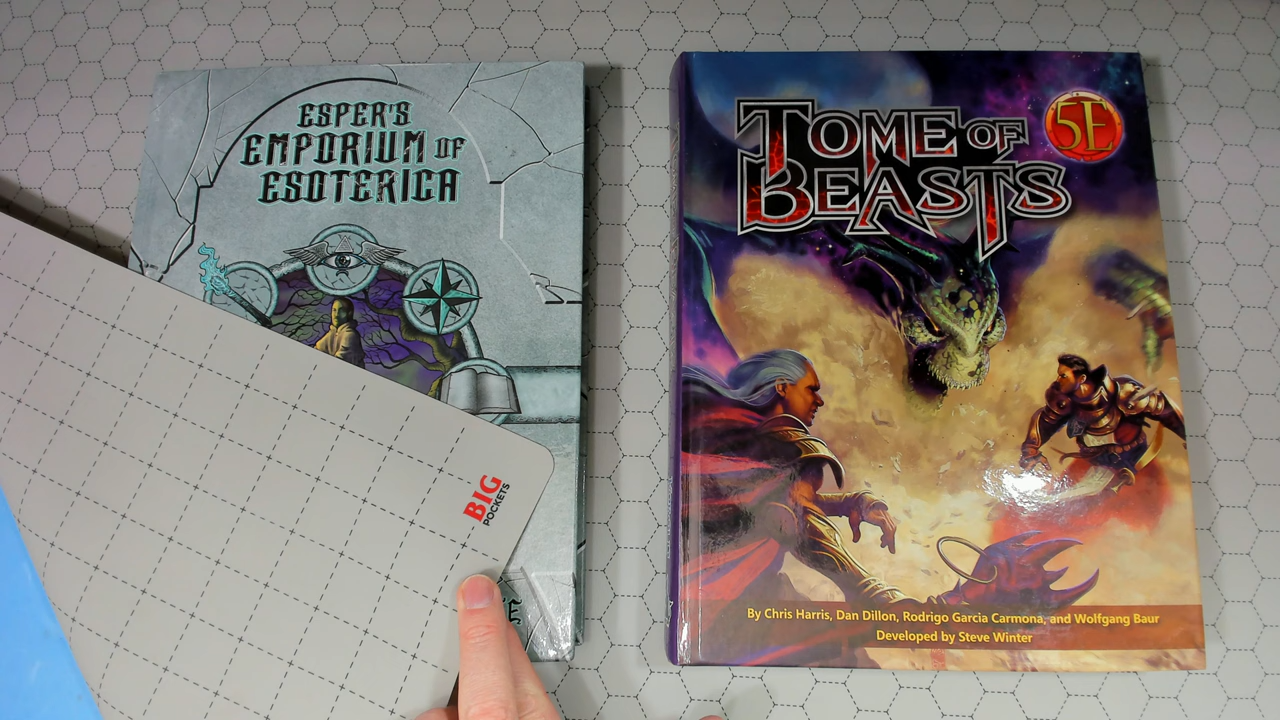 ESPER'S
EMPORIUM OF
ESOTERICA
BIG
POCKETS
TOME OF
BEASTS
5E
By Chris Harris, Dan Dillon, Rodrigo Garcia Carmona, and Wolfgang Baur
Developed by Steve Winter